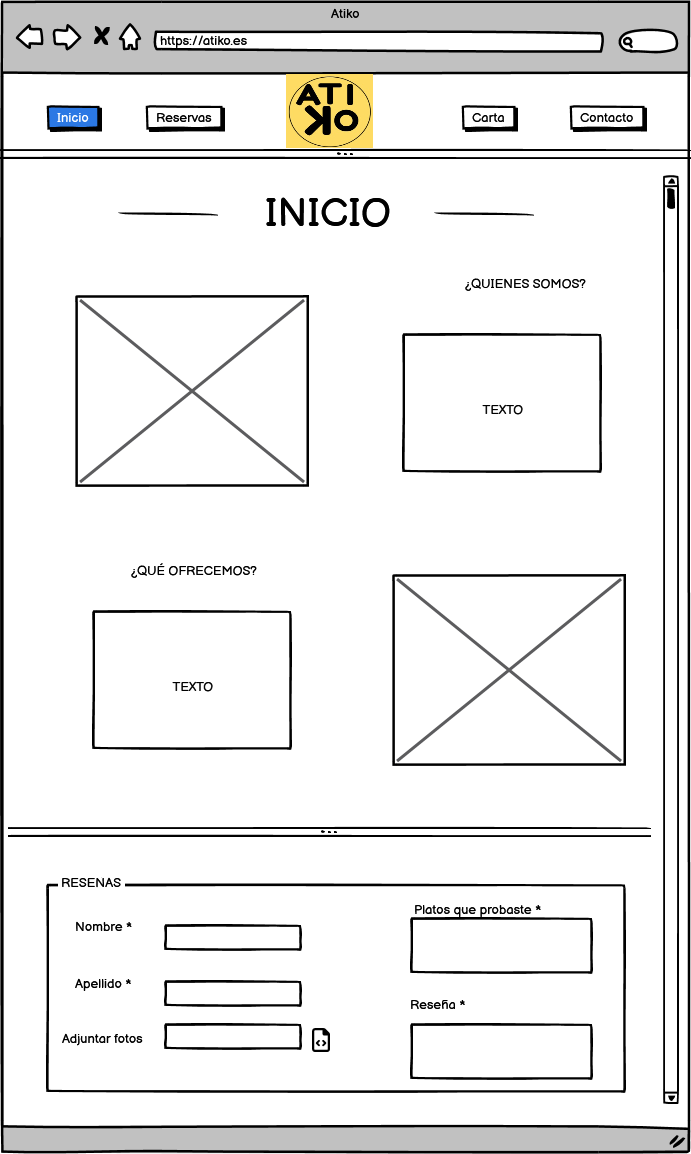 Atiko
https://atiko.es
Inicio
Reservas
ATI
KO
Carta
Contacto
INICIO
¿QUIENES SOMOS?
TEXTO
¿QUÉ OFRECEMOS?
TEXTO
RESENAS
Nombre *
Apellido *
Adjuntar fotos
Platos que probaste *
Reseña *